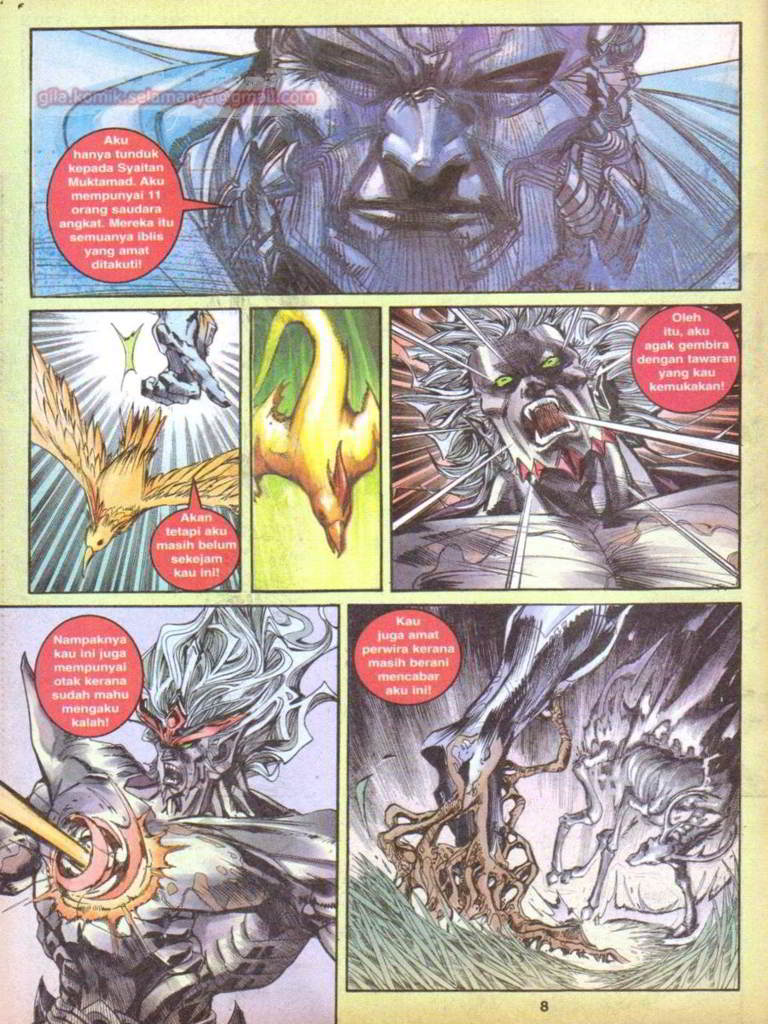 gila.komik.selamanya@gmail.com
Aku
hanya tunduk
kepada Syaitan
Muktamad. Aku
mempunyai 11
orang saudara
angkat. Mereka itu
semuanya iblis
yang amat
ditakuti!
Akan
tetapi aku
masih belum
sekejam
kau ini!
Oleh
itu, aku
agak gembira
dengan tawaran
yang kau
kemukakan!
Nampaknya
kau ini juga
mempunyai
otak kerana
sudah mahu
mengaku
kalah!
Kau
juga amat
perwira kerana
masih berani
mencabar
aku ini!
8